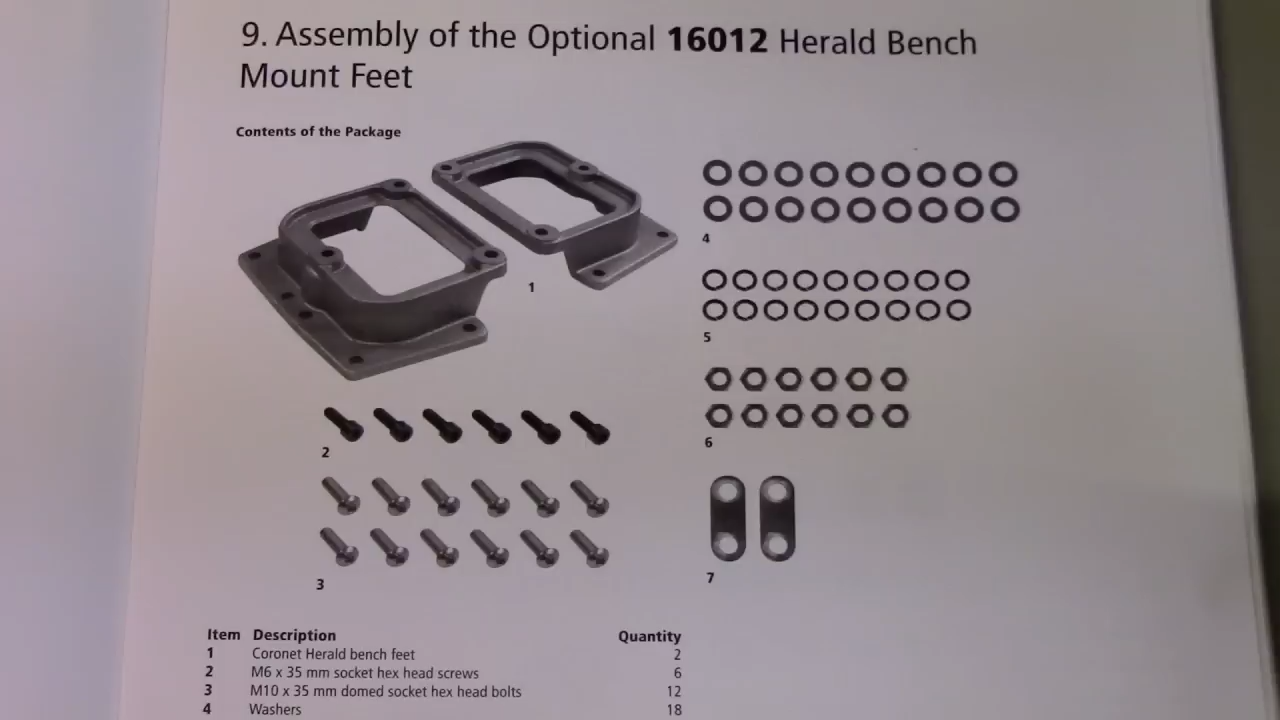 9. Assembly of the Optional 16012 Herald Bench
Mount Feet
Contents of the Package
1
2
3
4
5
6
7
Item Description Quantity
1 Coronet Herald bench feet 2
2 M6 x 35 mm socket hex head screws 6
3 M10 x 35 mm domed socket hex head bolts 12
4 Washers 18